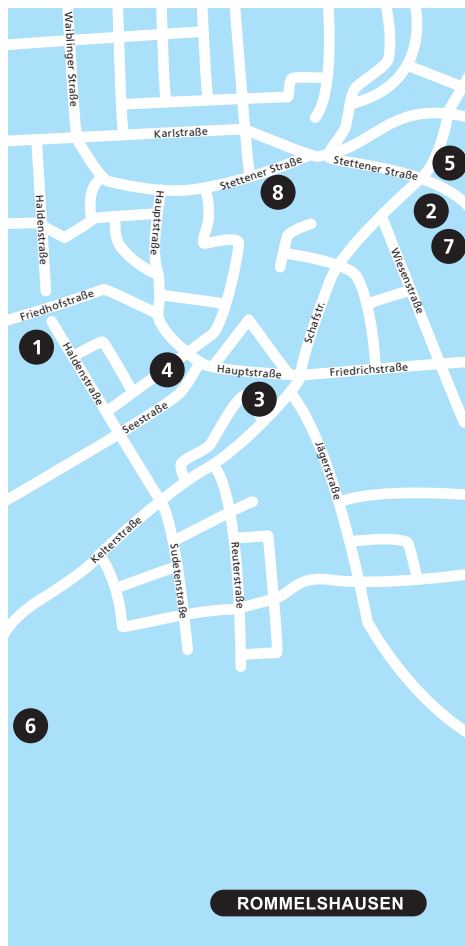 Waiblinger Straße
Karlstraße
Stettener Straße
Stettener Straße
5
8
2
7
Haldenstraße
Hauptstraße
Wiesenstraße
Friedhofstraße
Schafstr.
1
Haldenstraße
4
Hauptstraße
Friedrichstraße
3
Seestraße
Jägerstraße
Kelterstraße
Sudetenstraße
Reuterstraße
6
ROMMELSHAUSEN